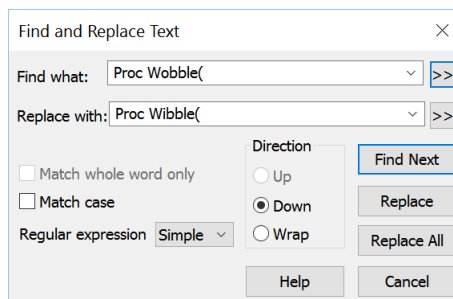 Find and Replace Text
Find what: Proc Wobble( >>
Replace with: Proc Wibble( >>
Direction
Find Next
Match whole word only
Up
Match case
Down
Replace
Regular expression Simple
Wrap
Replace All
Help
Cancel